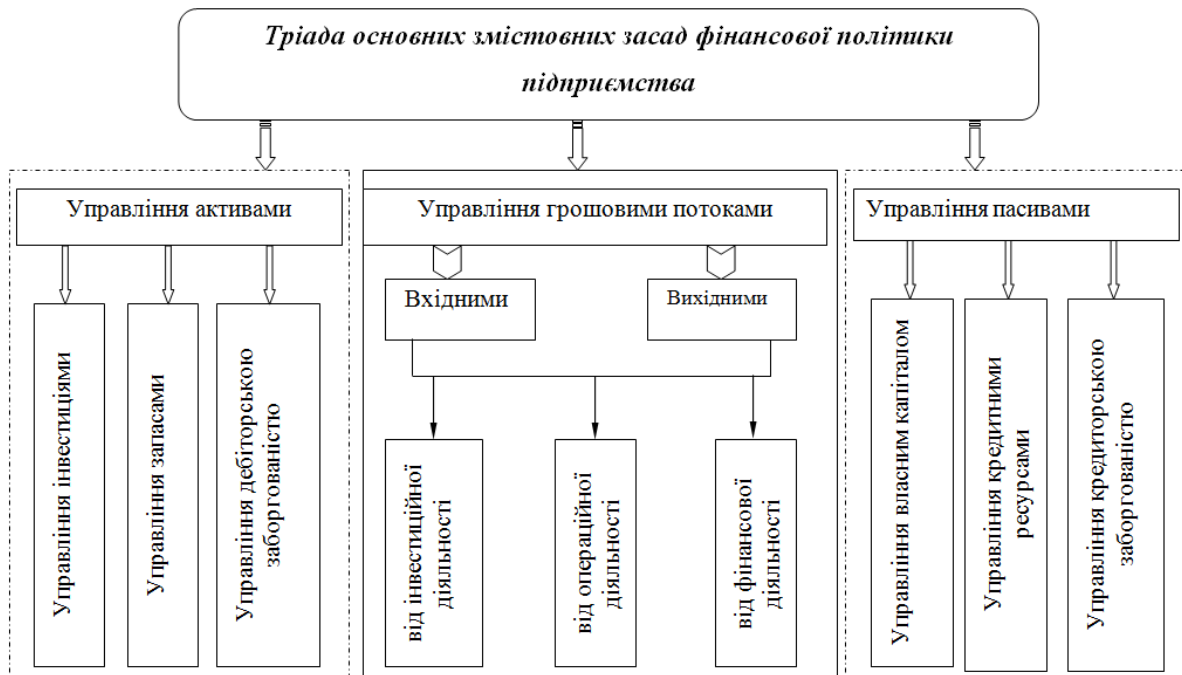 Тріада основних змістовних засад фінансової політики
підприємства
Управління активами
Управління інвестиціями
Управління запасами
Управління дебіторською
заборгованістю
Управління грошовими потоками
Вхідними
Вихідними
від інвестиційної
діяльності
від операційної
діяльності
від фінансової
діяльності
Управління пасивами
Управління власним капіталом
Управління кредитними
ресурсами
Управління кредиторською
заборгованістю